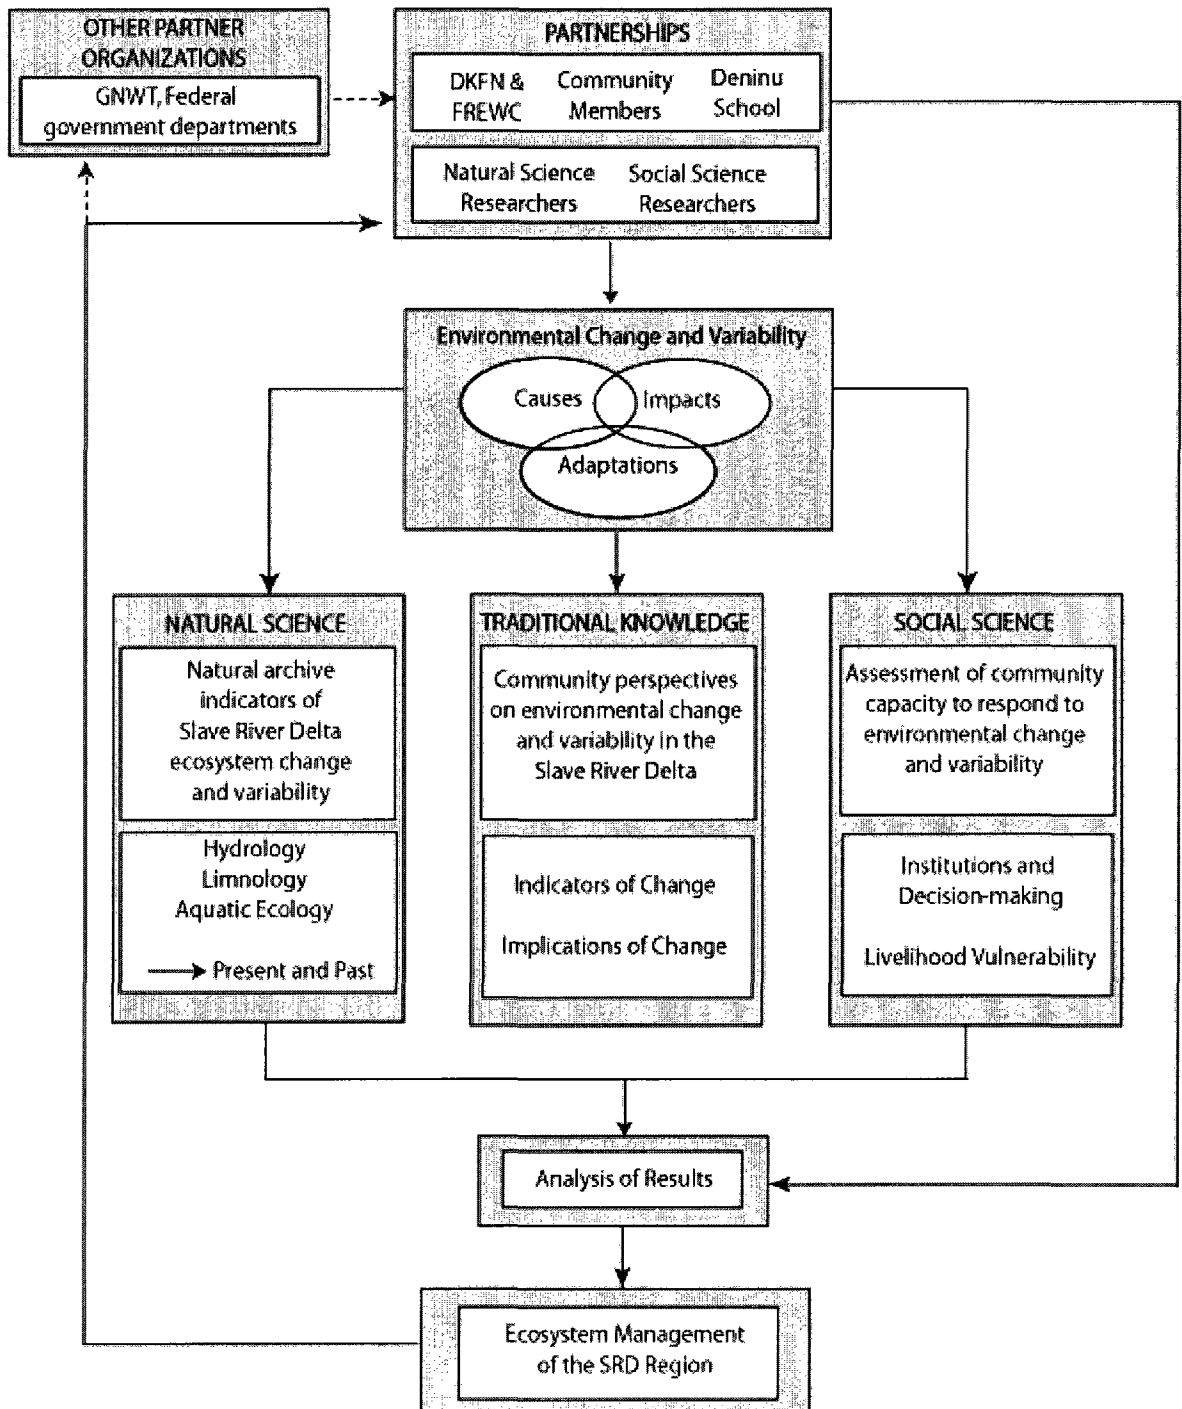 OTHER PARTNER
ORGANIZATIONS
GNWT, Federal
government departments
PARTNERSHIPS
DKFN &
FREWC
Community
Members
Deninu
School
Natural Science
Researchers
Social Science
Researchers
Environmental Change and Variability
Causes
Impacts
Adaptations
NATURAL SCIENCE
Natural archive
indicators of
Slave River Delta
ecosystem change
and variability
Hydrology
Limnology
Aquatic Ecology
Present and Past
TRADITIONAL KNOWLEDGE
Community perspectives
on environmental change
and variability in the
Slave River Delta
Indicators of Change
Implications of Change
SOCIAL SCIENCE
Assessment of community
capacity to respond to
environmental change
and variability
Institutions and
Decision-making
Livelihood Vulnerability
Analysis of Results
Ecosystem Management
of the SRD Region